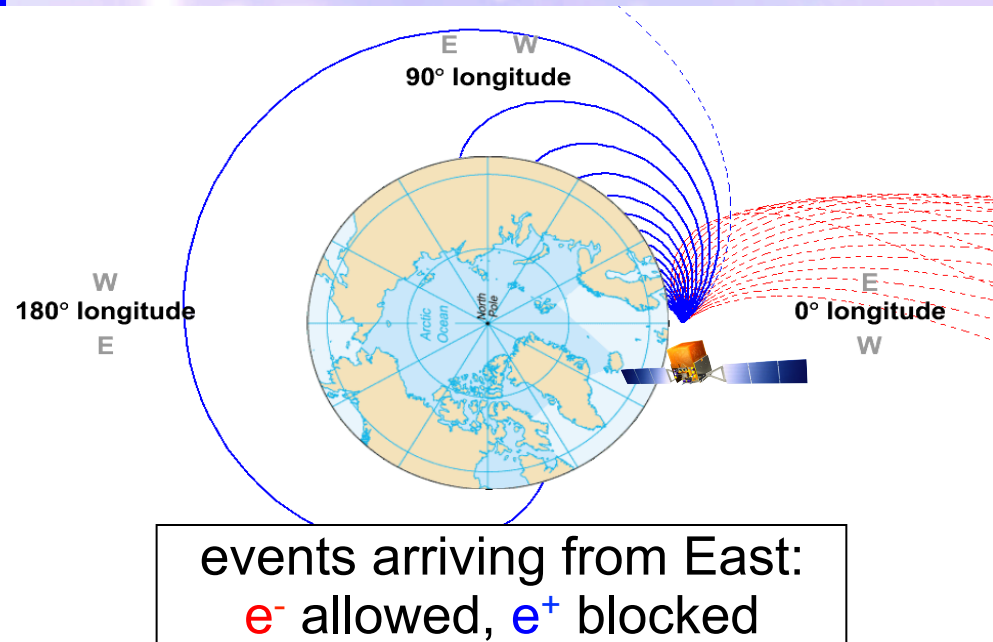 E W
90° longitude
W
180° longitude
E
North
Pole
Arctic
Ocean
E
0° longitude
W
events arriving from East:
e⁻ allowed, e⁺ blocked